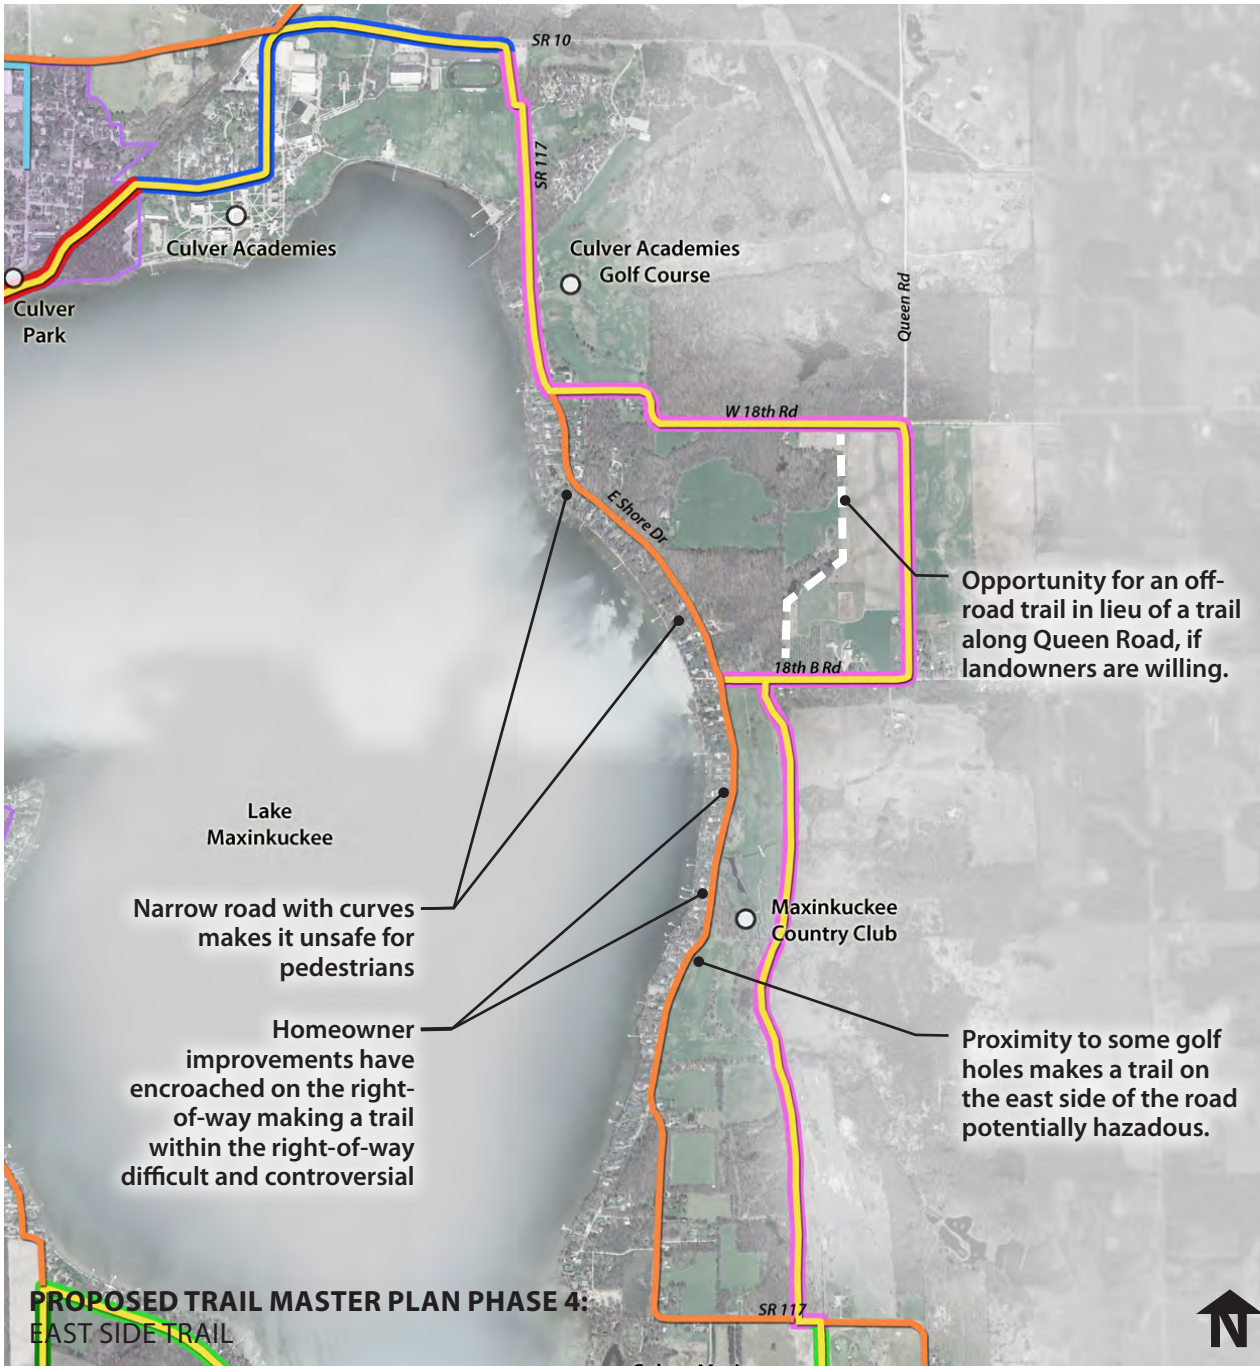 SR 10
SR 117
Culver Academies
Culver Academies
Golf Course
Culver
Park
Queen Rd
W 18th Rd
E Shore Dr
Opportunity for an off-
road trail in lieu of a trail
along Queen Road, if
landowners are willing.
18th B Rd
Lake
Maxinkuckee
Narrow road with curves
makes it unsafe for
pedestrians
Maxinkuckee
Country Club
Homeowner
improvements have
encroached on the right-
of-way making a trail
within the right-of-way
difficult and controversial
Proximity to some golf
holes makes a trail on
the east side of the road
potentially hazadous.
PROPOSED TRAIL MASTER PLAN PHASE 4:
EAST SIDE TRAIL
SR 117
N